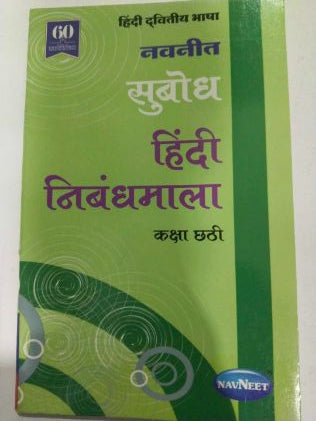 हिंदी द्वितीय भाषा
60
नवनीत
सुबोध
हिंदी
निबंधमाला
कक्षा छठी
NAVNEET